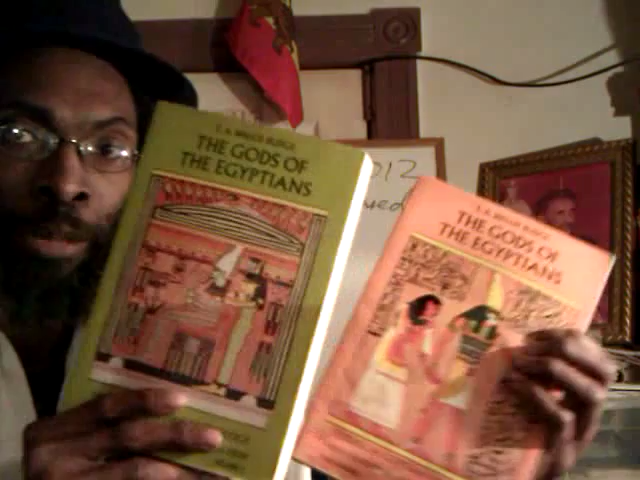 E. A. WALLIS BUDGE
THE GODS OF
THE EGYPTIANS
2012
E. A. WALLIS BUDGE
THE GODS OF
THE EGYPTIANS